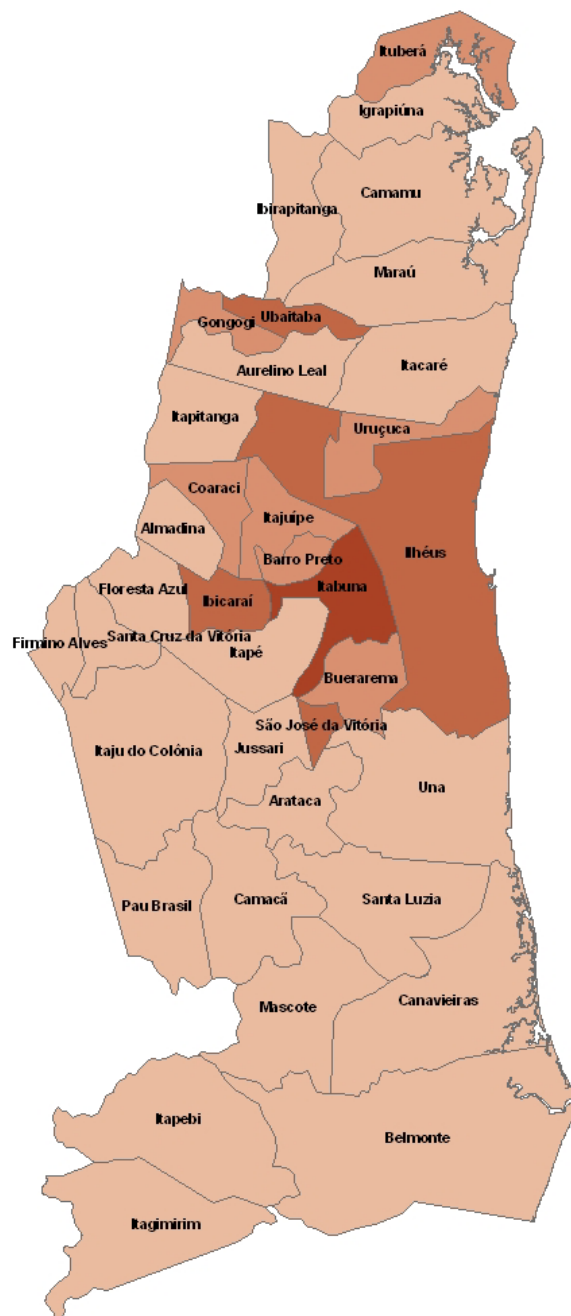 Ituberá
Igrapiúna
Camamu
Ibirapitanga
Maraú
Ubaitaba
Gongogi
Aurelino Leal
Itacaré
Itapitanga
Uruçuca
Coaraci
Itajuípe
Almadina
Ilhéus
Barro Preto
Floresta Azul
Itabuna
Ibicaraí
Santa Cruz da Vitória
Firmino Alves
Itapé
Buerarema
São José da Vitória
Itaju do Colônia
Jussari
Una
Arataca
Pau Brasil
Camacã
Santa Luzia
Mascote
Canavieiras
Itapebi
Belmonte
Itagimirim